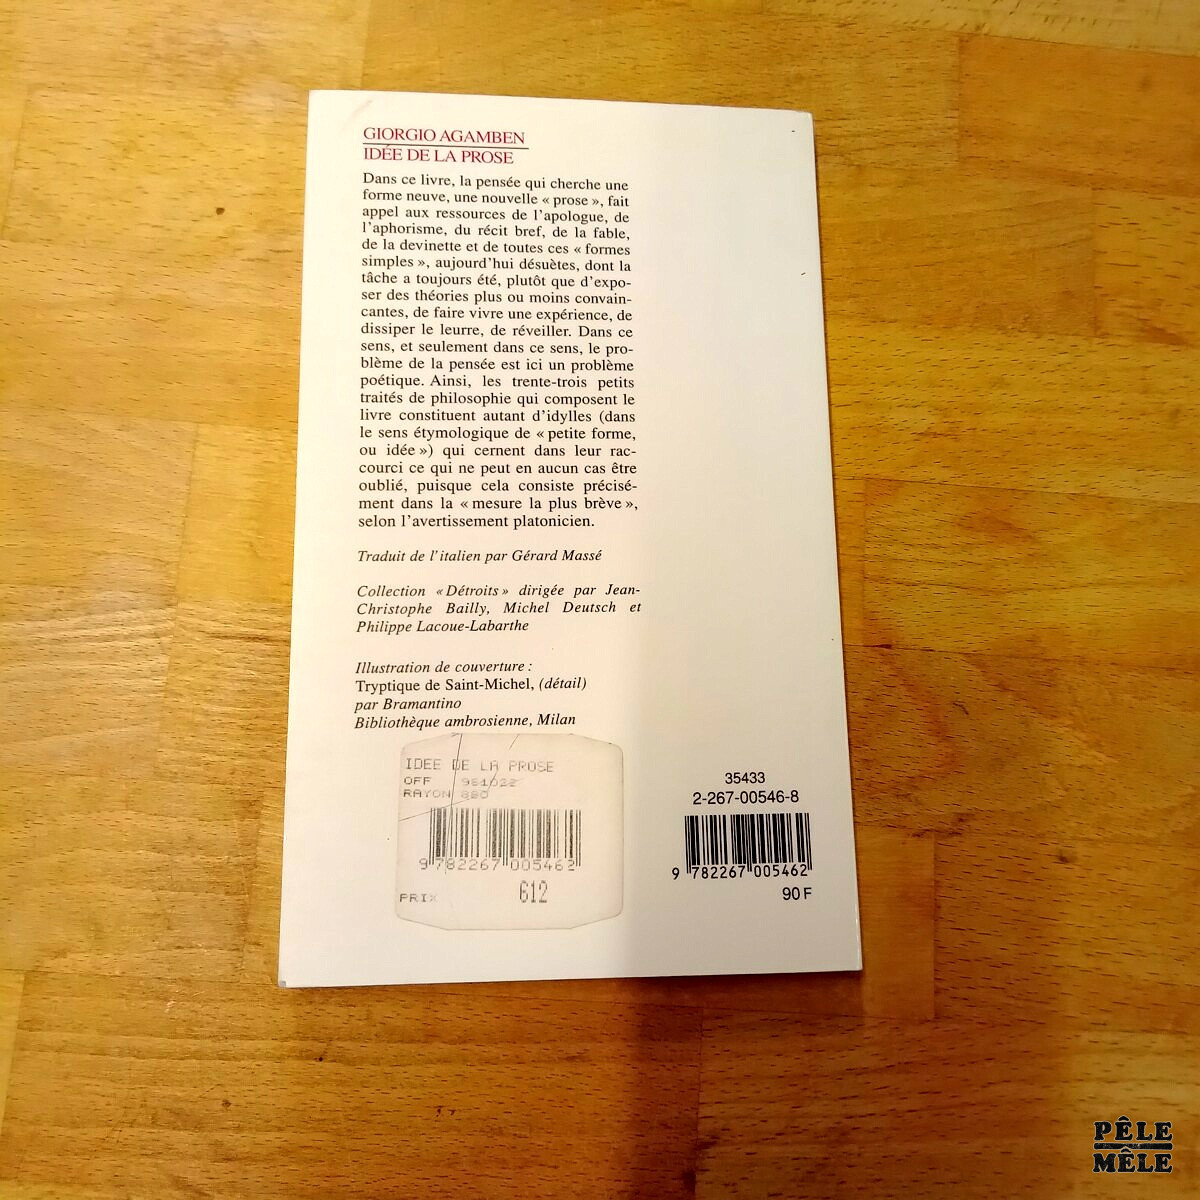 GIORGIO AGAMBEN
IDÉE DE LA PROSE
Dans ce livre, la pensée qui cherche une
forme neuve, une nouvelle « prose », fait
appel aux ressources de l'apologue, de
l'aphorisme, du récit bref, de la fable,
de la devinette et de toutes ces « formes
simples », aujourd'hui désuètes, dont la
tâche a toujours été, plutôt que d'expo-
ser des théories plus ou moins convain-
cantes, de faire vivre une expérience, de
dissiper le leurre, de réveiller. Dans ce
sens, et seulement dans ce sens, le pro-
blème de la pensée est ici un problème
poétique. Ainsi, les trente-trois petits
traités de philosophie qui composent le
livre constituent autant d'idylles (dans
le sens étymologique de « petite forme,
ou idée ») qui cernent dans leur rac-
courci ce qui ne peut en aucun cas être
oublié, puisque cela consiste précisé-
ment dans la « mesure la plus brève »,
selon l'avertissement platonicien.
Traduit de l'italien par Gérard Massé
Collection « Détroits » dirigée par Jean-
Christophe Bailly, Michel Deutsch et
Philippe Lacoue-Labarthe
Illustration de couverture :
Tryptique de Saint-Michel, (détail)
par Bramantino
Bibliothèque ambrosienne, Milan
IDEE DE LA PROSE
OFF
RAYON
9 782267 005462
PRIX 612
35433
2-267-00546-8
9 782267 005462
90 F
PÊLE
MÊLE